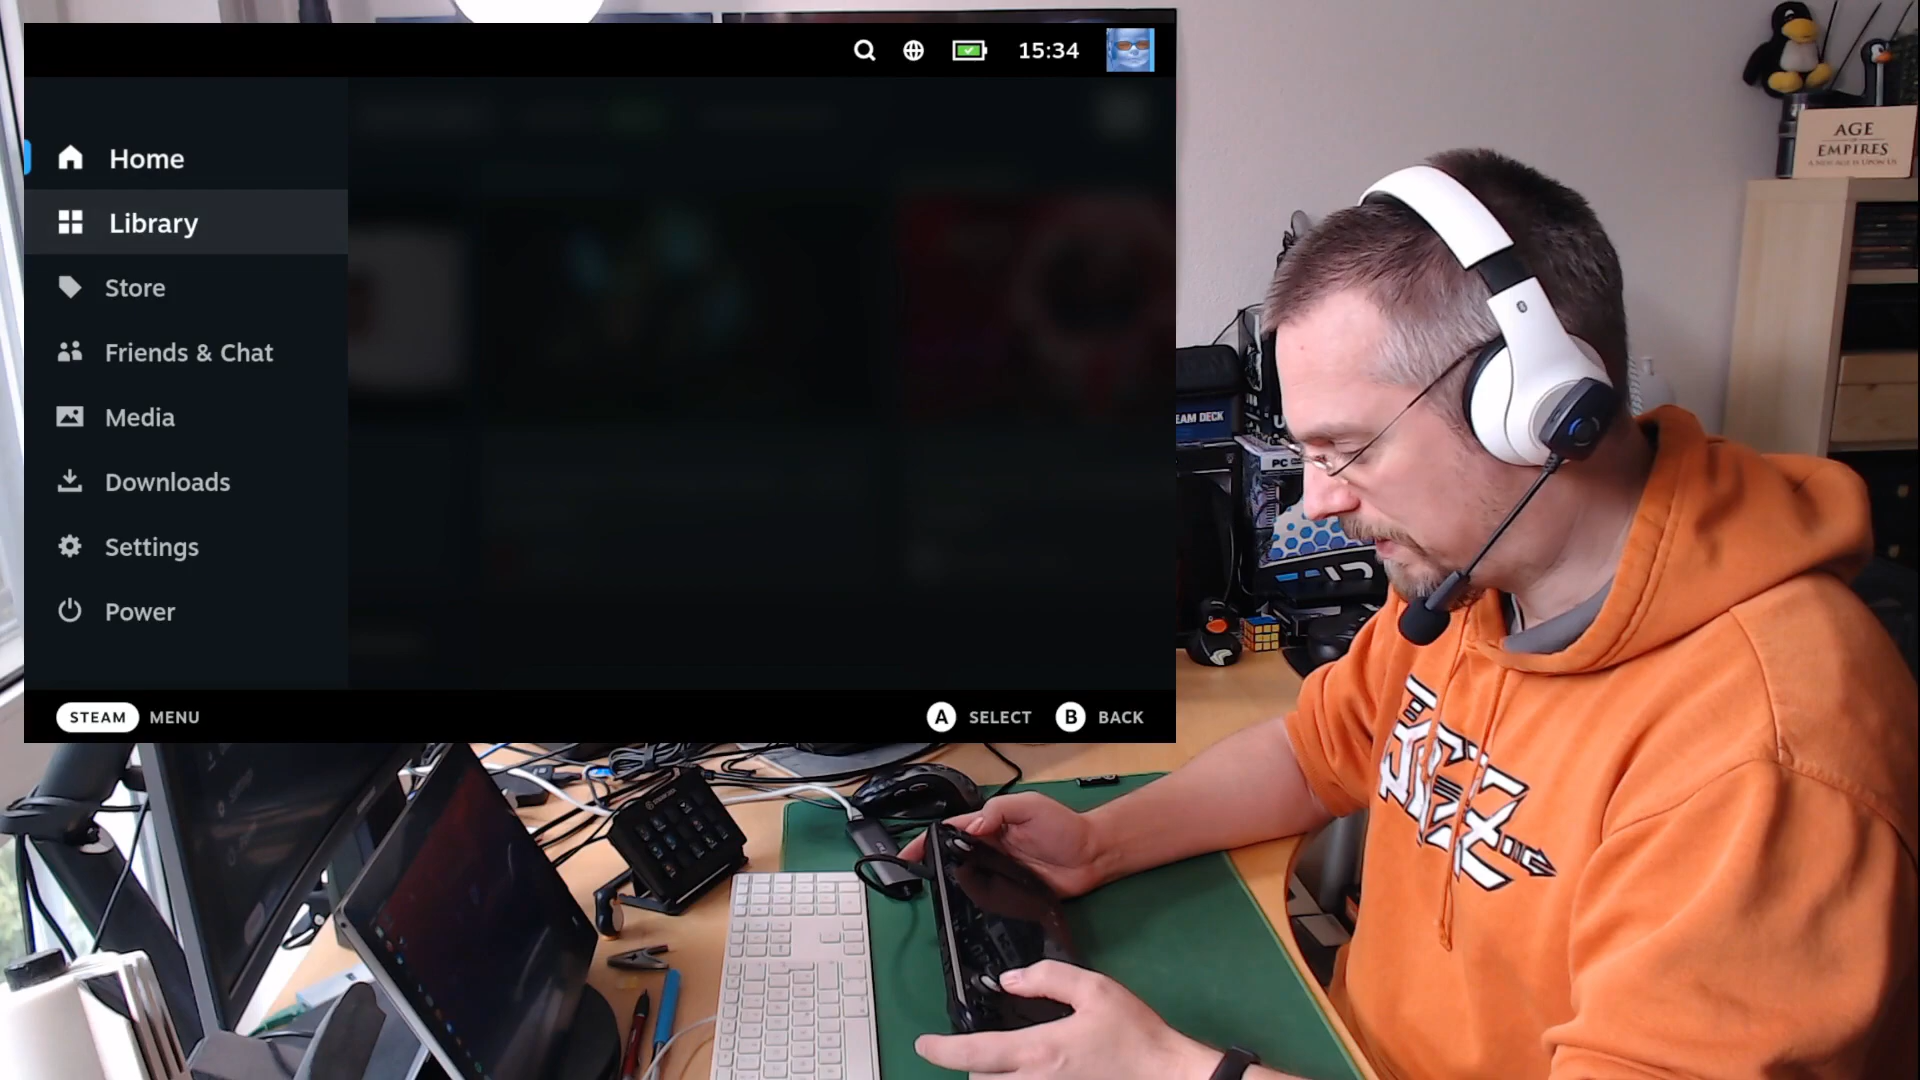 15:34
Home
Library
Store
Friends & Chat
Media
Downloads
Settings
Power
STEAM MENU
A SELECT B BACK
AGE
EMPIRES
EAM DECK
PC